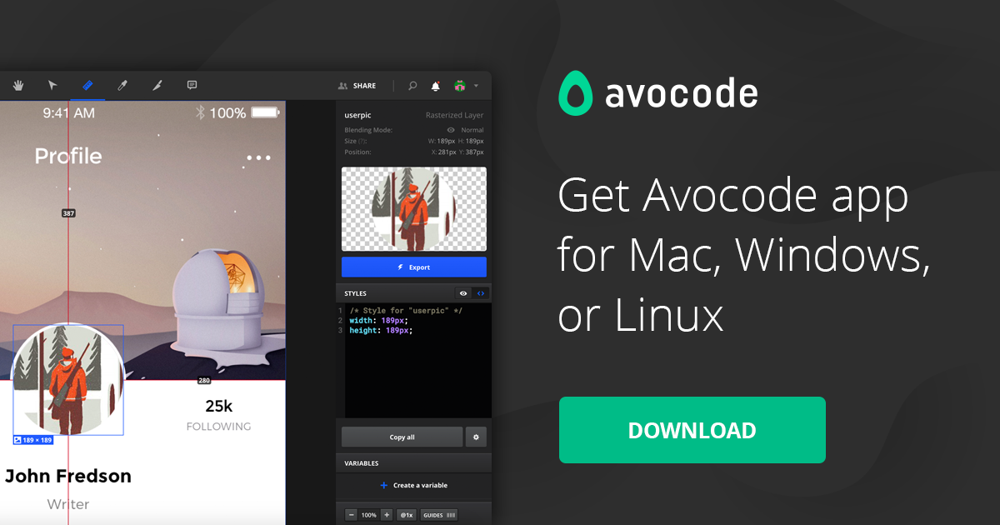 SHARE
9:41 AM
100%
Profile
387
280
189 × 189
25k
FOLLOWING
John Fredson
Writer
userpic Rasterized Layer
Blending Mode: Normal
Size (?): W: 189px H: 189px
Position: X: 281px Y: 387px
Export
STYLES
1 /* Style for "userpic" */
2 width: 189px;
3 height: 189px;
Copy all
VARIABLES
+ Create a variable
− 100% + @1x GUIDES
avocode
Get Avocode app
for Mac, Windows,
or Linux
DOWNLOAD